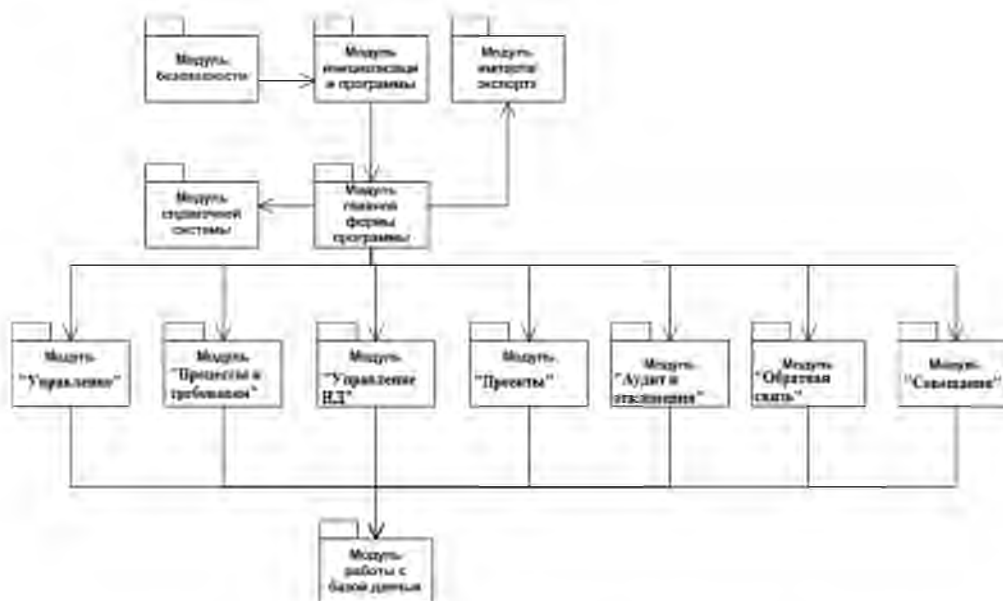 Модуль
безопасности
Модуль
инициализаци
и программы
Модуль
импорта/
экспорта
Модуль
справочной
системы
Модуль
главной
формы
программы
Модуль
"Управление"
Модуль
"Процессы и
требования"
Модуль
"Управление
НД"
Модуль
"Проекты"
Модуль
"Аудит и
отклонения"
Модуль
"Обратная
связь"
Модуль
"Совещания"
Модуль
работы с
базой данных